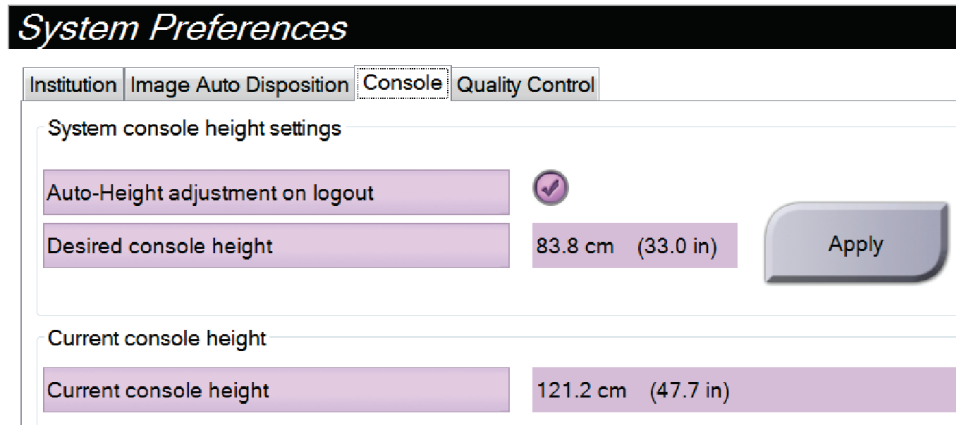 System Preferences
Institution Image Auto Disposition Console Quality Control
System console height settings
Auto-Height adjustment on logout
Desired console height 83.8 cm (33.0 in) Apply
Current console height
Current console height 121.2 cm (47.7 in)